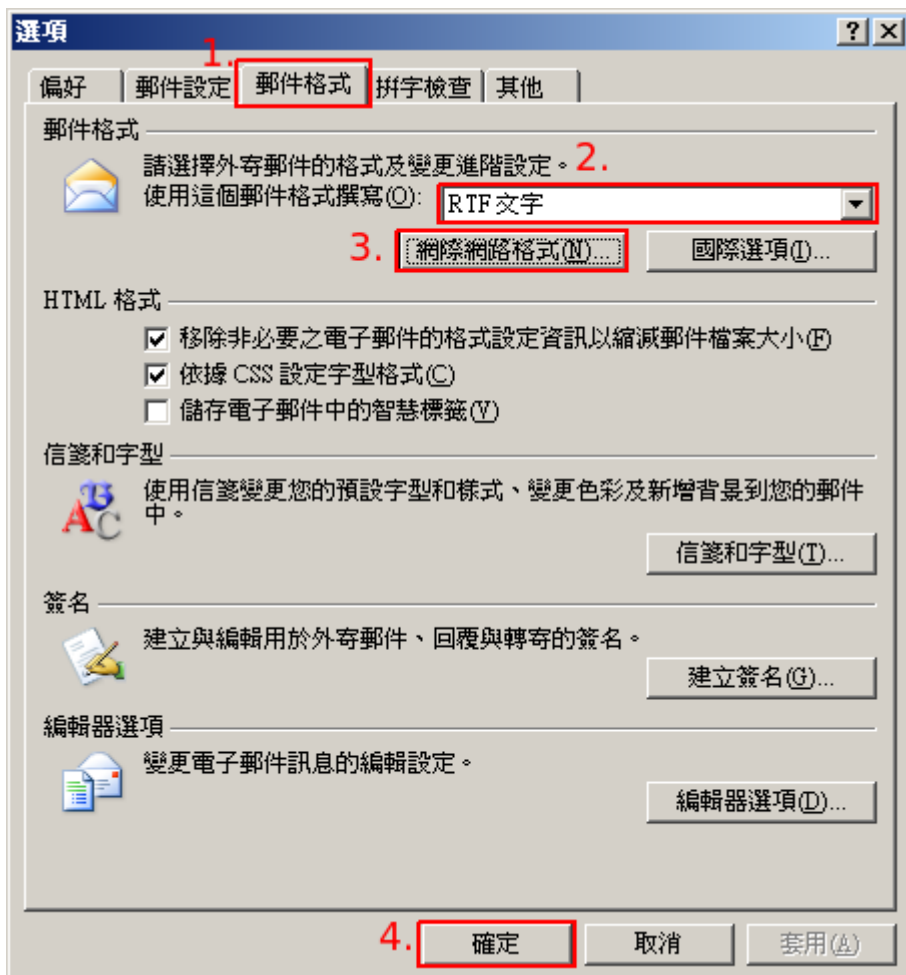 選項
1.
偏好 郵件設定 郵件格式 拼字檢查 其他
郵件格式
請選擇外寄郵件的格式及變更進階設定。 2.
使用這個郵件格式撰寫(O): RTF 文字
3. 網際網路格式(N)... 國際選項(I)...
HTML 格式
移除非必要之電子郵件的格式設定資訊以縮減郵件檔案大小(F)
依據 CSS 設定字型格式(C)
儲存電子郵件中的智慧標籤(V)
信箋和字型
使用信箋變更您的預設字型和樣式、變更色彩及新增背景到您的郵件
中。
信箋和字型(T)...
簽名
建立與編輯用於外寄郵件、回覆與轉寄的簽名。
建立簽名(G)...
編輯器選項
變更電子郵件訊息的編輯設定。
編輯器選項(D)...
4. 確定 取消 套用(A)